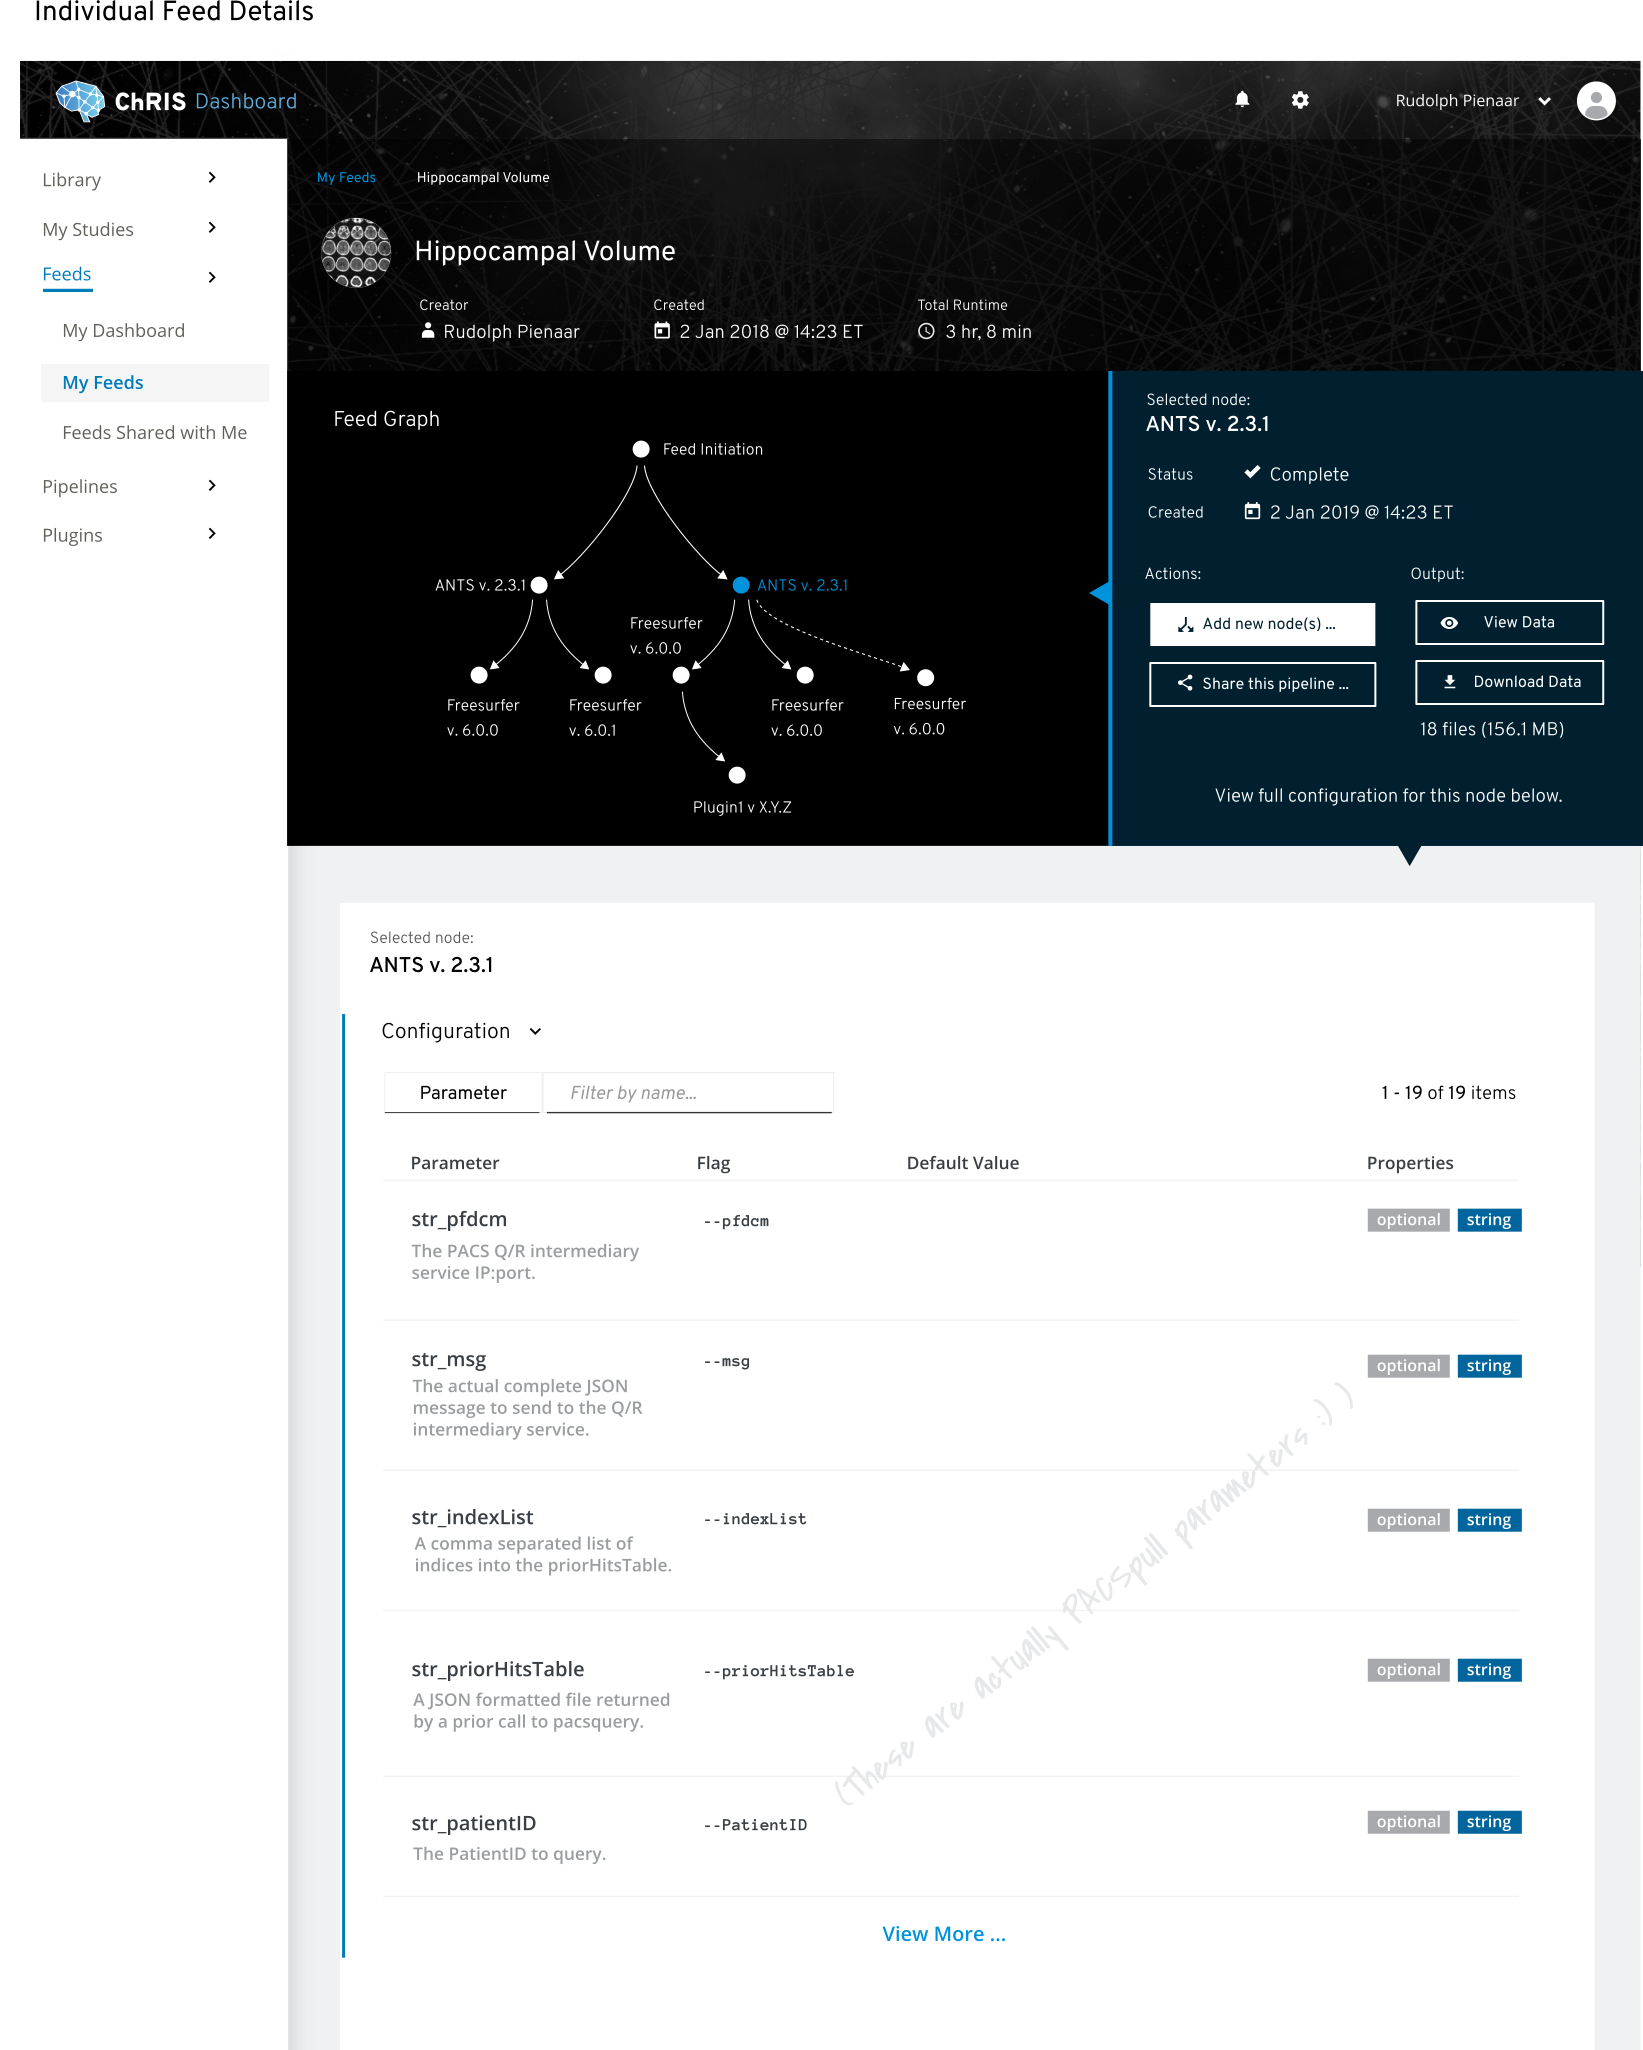 Individual Feed Details
ChRIS Dashboard
Rudolph Pienaar
Library
My Studies
Feeds
My Dashboard
My Feeds
Feeds Shared with Me
Pipelines
Plugins
My Feeds Hippocampal Volume
Hippocampal Volume
Creator
Rudolph Pienaar
Created
2 Jan 2018 @ 14:23 ET
Total Runtime
3 hr, 8 min
Feed Graph
Feed Initiation
ANTS v. 2.3.1
ANTS v. 2.3.1
Freesurfer
v. 6.0.0
Freesurfer
v. 6.0.0
Freesurfer
v. 6.0.1
Freesurfer
v. 6.0.0
Freesurfer
v. 6.0.0
Plugin1 v X.Y.Z
Selected node:
ANTS v. 2.3.1
Status Complete
Created 2 Jan 2019 @ 14:23 ET
Actions:
Add new node(s) ...
Share this pipeline ...
Output:
View Data
Download Data
18 files (156.1 MB)
View full configuration for this node below.
Selected node:
ANTS v. 2.3.1
Configuration
Parameter Filter by name... 1 - 19 of 19 items
Parameter Flag Default Value Properties
str_pfdcm --pfdcm optional string
The PACS Q/R intermediary
service IP:port.
str_msg --msg optional string
The actual complete JSON
message to send to the Q/R
intermediary service.
str_indexList --indexList optional string
A comma separated list of
indices into the priorHitsTable.
str_priorHitsTable --priorHitsTable optional string
A JSON formatted file returned
by a prior call to pacsquery.
str_patientID --PatientID optional string
The PatientID to query.
(These are actually PACSpull parameters :) )
View More ...